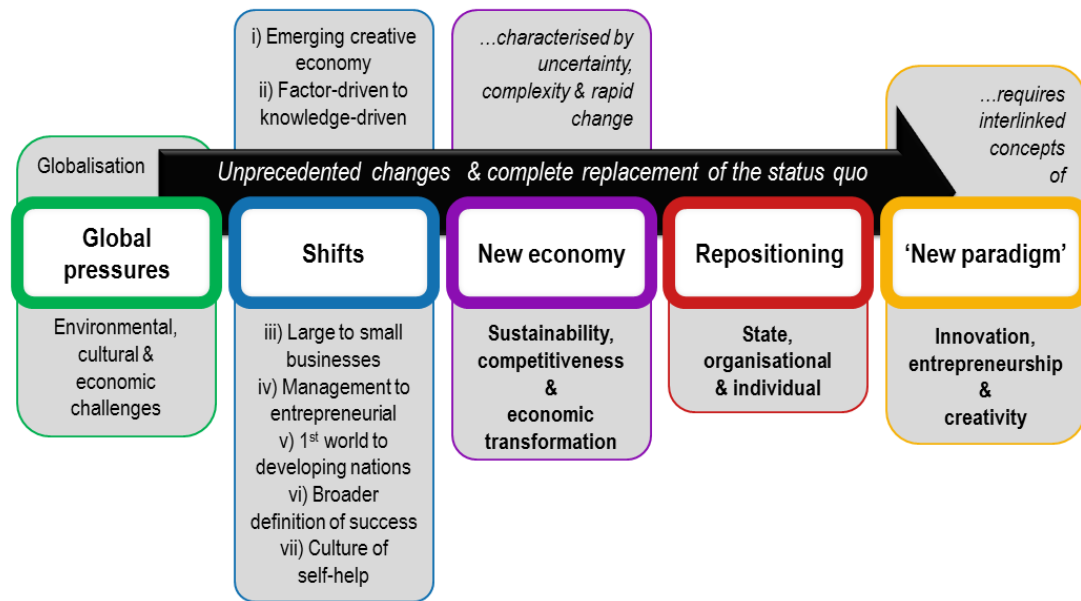 Globalisation
Global
pressures
Environmental,
cultural &
economic
challenges
i) Emerging creative
economy
ii) Factor-driven to
knowledge-driven
Shifts
iii) Large to small
businesses
iv) Management to
entrepreneurial
v) 1st world to
developing nations
vi) Broader
definition of success
vii) Culture of
self-help
…characterised by
uncertainty,
complexity & rapid
change
New economy
Sustainability,
competitiveness
&
economic
transformation
Unprecedented changes & complete replacement of the status quo
Repositioning
State,
organisational
& individual
…requires
interlinked
concepts
of
‘New paradigm’
Innovation,
entrepreneurship
&
creativity